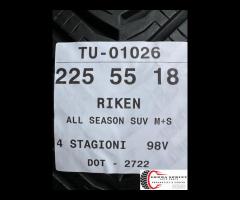 TU-01026
225 55 18
RIKEN
ALL SEASON SUV M+S
4 STAGIONI 98V
DOT - 2722